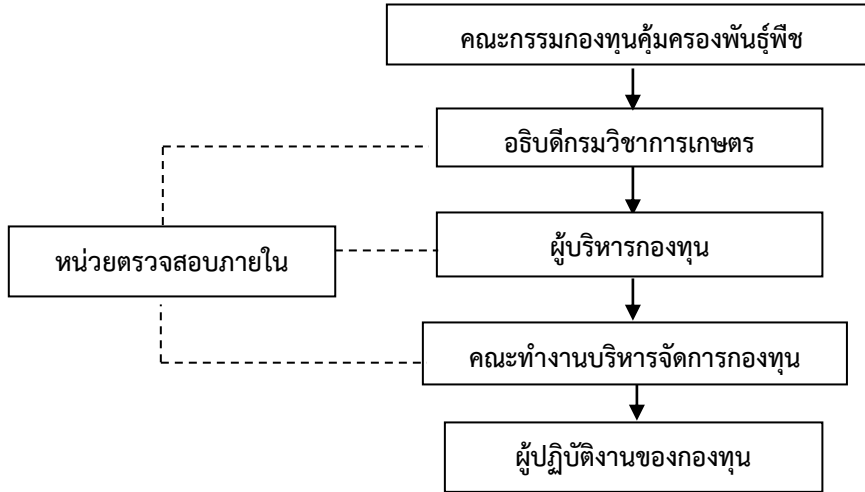 คณะกรรมกองทุนคุ้มครองพันธุ์พืช
อธิบดีกรมวิชาการเกษตร
ผู้บริหารกองทุน
หน่วยตรวจสอบภายใน
คณะทำงานบริหารจัดการกองทุน
ผู้ปฏิบัติงานของกองทุน